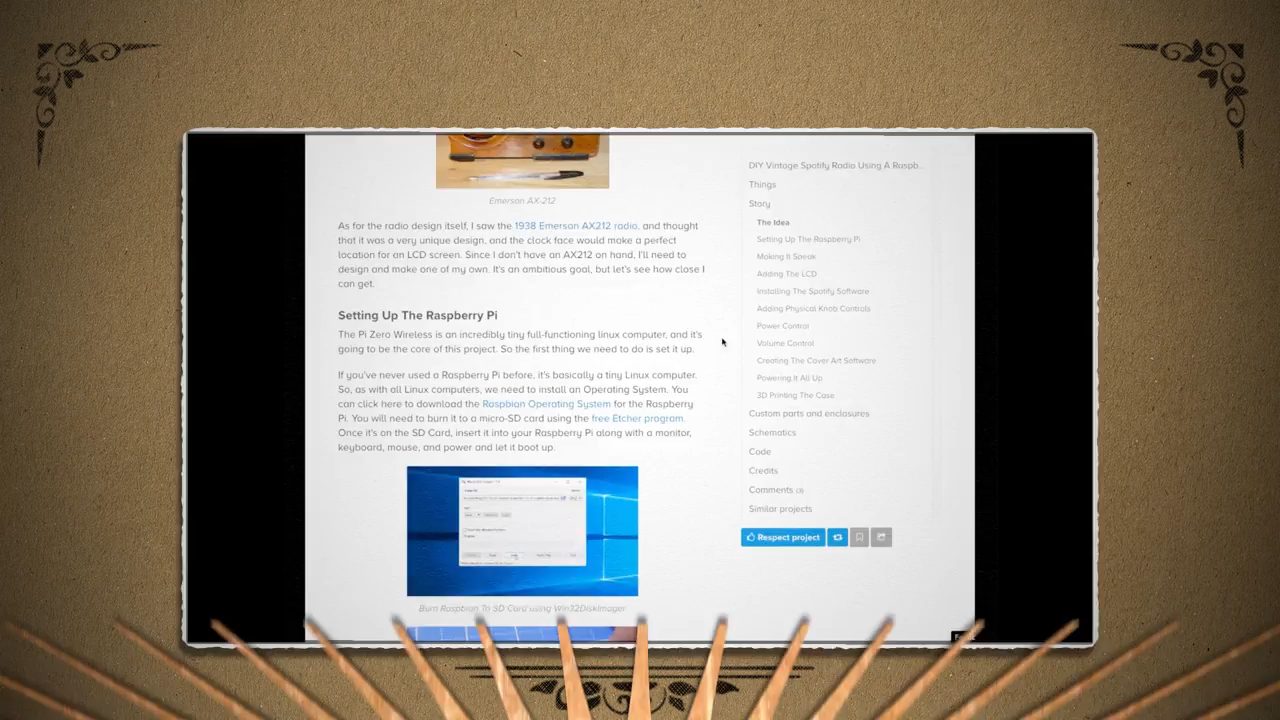 Emerson AX-212
As for the radio design itself, I saw the 1938 Emerson AX212 radio, and thought
that it was a very unique design, and the clock face would make a perfect
location for an LCD screen. Since I don't have an AX212 on hand, I'll need to
design and make one of my own. It's an ambitious goal, but let's see how close I
can get.
Setting Up The Raspberry Pi
The Pi Zero Wireless is an incredibly tiny full-functioning linux computer, and it's
going to be the core of this project. So the first thing we need to do is set it up.
If you've never used a Raspberry Pi before, it's basically a tiny Linux computer.
So, as with all Linux computers, we need to install an Operating System. You
can click here to download the Raspbian Operating System for the Raspberry
Pi. You will need to burn it to a micro-SD card using the free Etcher program.
Once it's on the SD Card, insert it into your Raspberry Pi along with a monitor,
keyboard, mouse, and power and let it boot up.
Burn Raspbian To SD Card using Win32DiskImager
DIY Vintage Spotify Radio Using A Raspb...
Things
Story
The Idea
Setting Up The Raspberry Pi
Making It Speak
Adding The LCD
Installing The Spotify Software
Adding Physical Knob Controls
Power Control
Volume Control
Creating The Cover Art Software
Powering It All Up
3D Printing The Case
Custom parts and enclosures
Schematics
Code
Credits
Comments (3)
Similar projects
Respect project